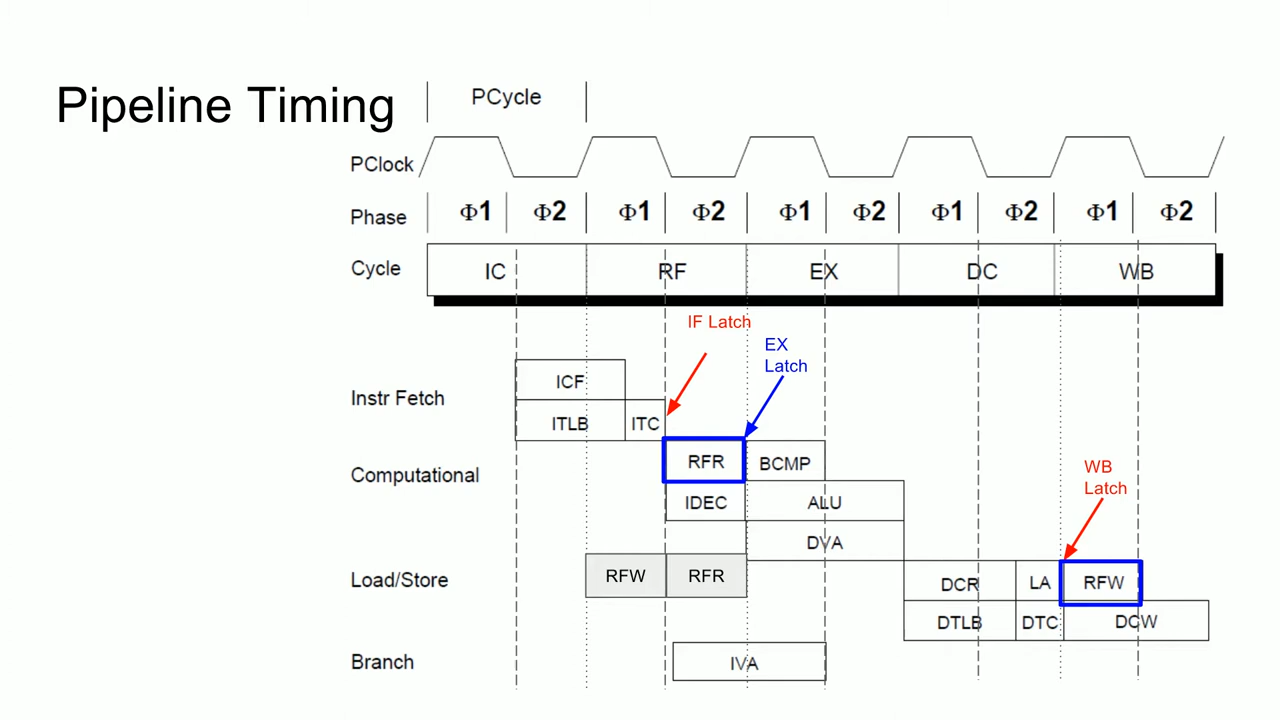 Pipeline Timing
PCycle
PClock
Phase Φ1 Φ2 Φ1 Φ2 Φ1 Φ2 Φ1 Φ2 Φ1 Φ2
Cycle IC RF EX DC WB
IF Latch
EX
Latch
Instr Fetch
ICF
ITLB ITC
Computational
RFR BCMP
IDEC ALU
DVA
WB
Latch
Load/Store
RFW RFR
DCR LA RFW
DTLB DTC DCW
Branch
IVA